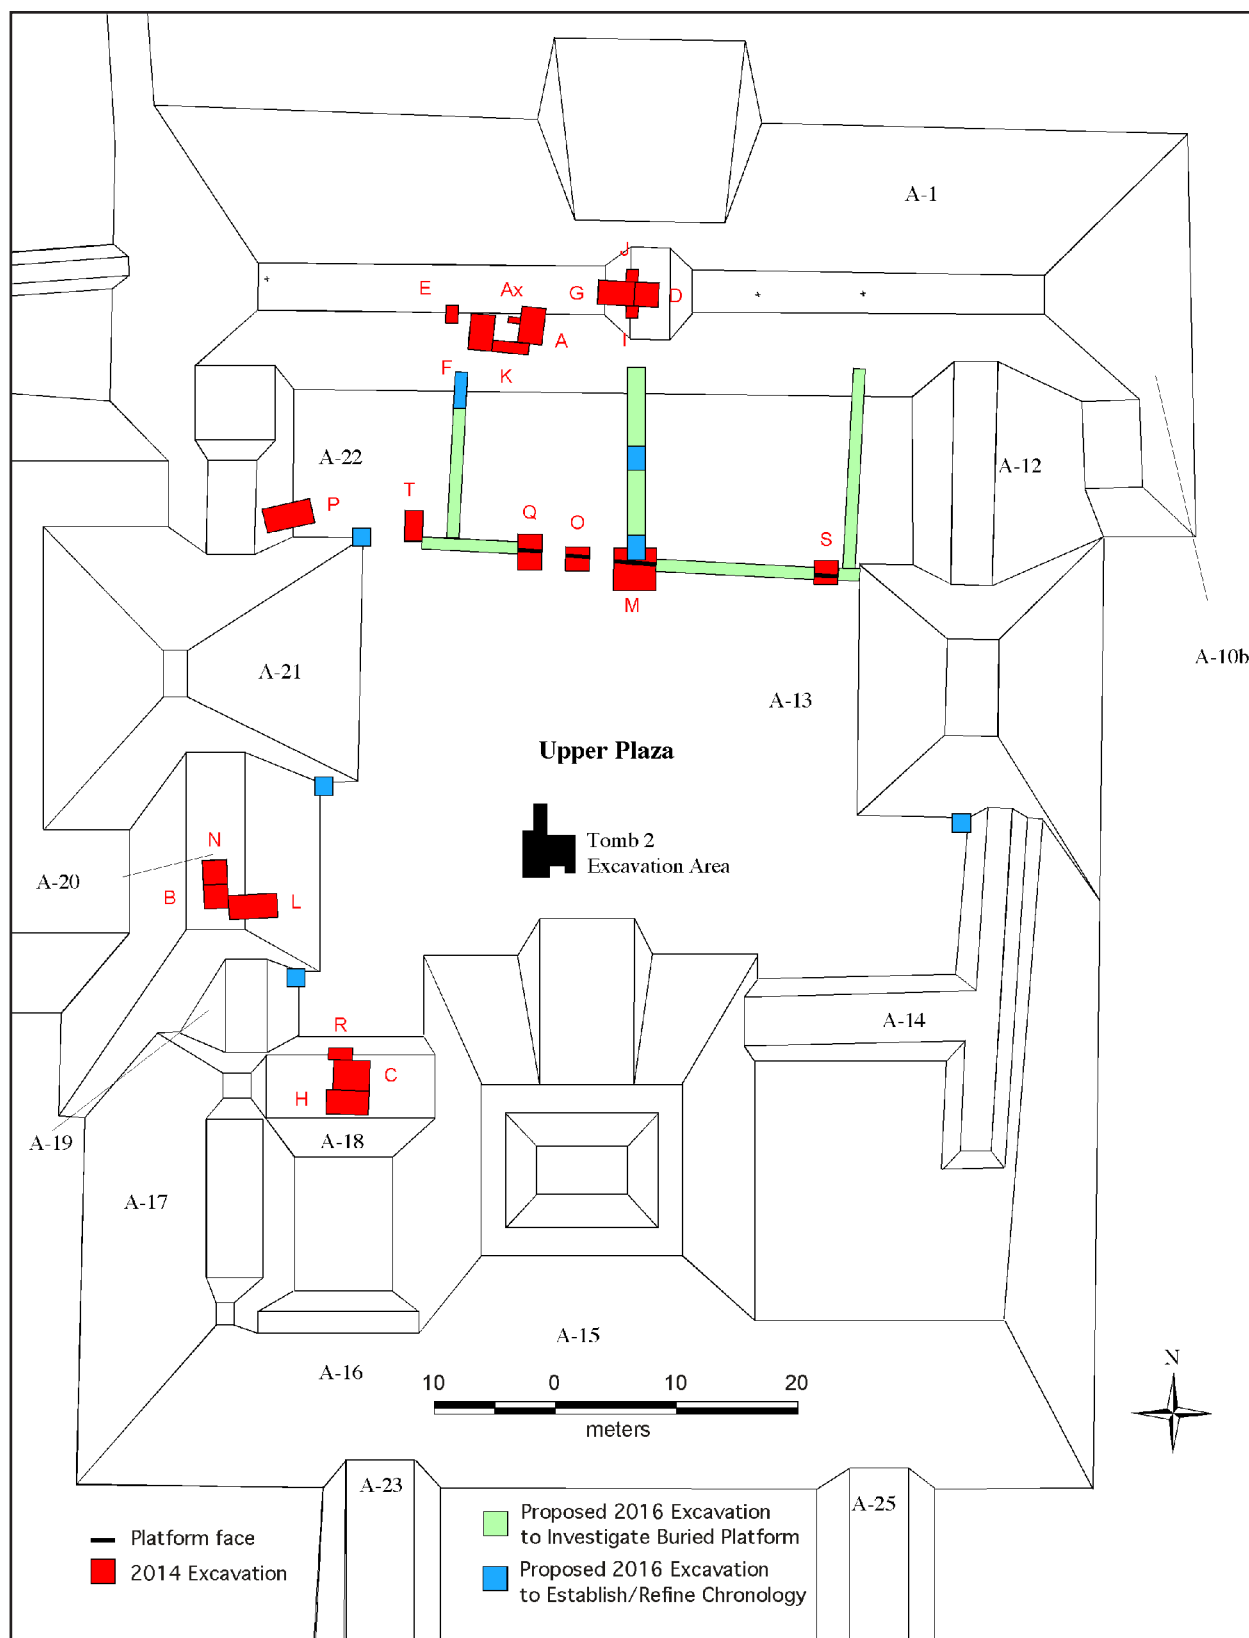 A-1
J
E
Ax
G
D
A
I
F
K
A-22
A-12
P
T
Q
O
S
M
A-10b
A-21
A-13
Upper Plaza
N
Tomb 2
Excavation Area
A-20
B
L
R
A-14
C
H
A-19
A-18
A-17
A-15
A-16
N
10 0 10 20
meters
A-23
A-25
Platform face
2014 Excavation
Proposed 2016 Excavation
to Investigate Buried Platform
Proposed 2016 Excavation
to Establish/Refine Chronology